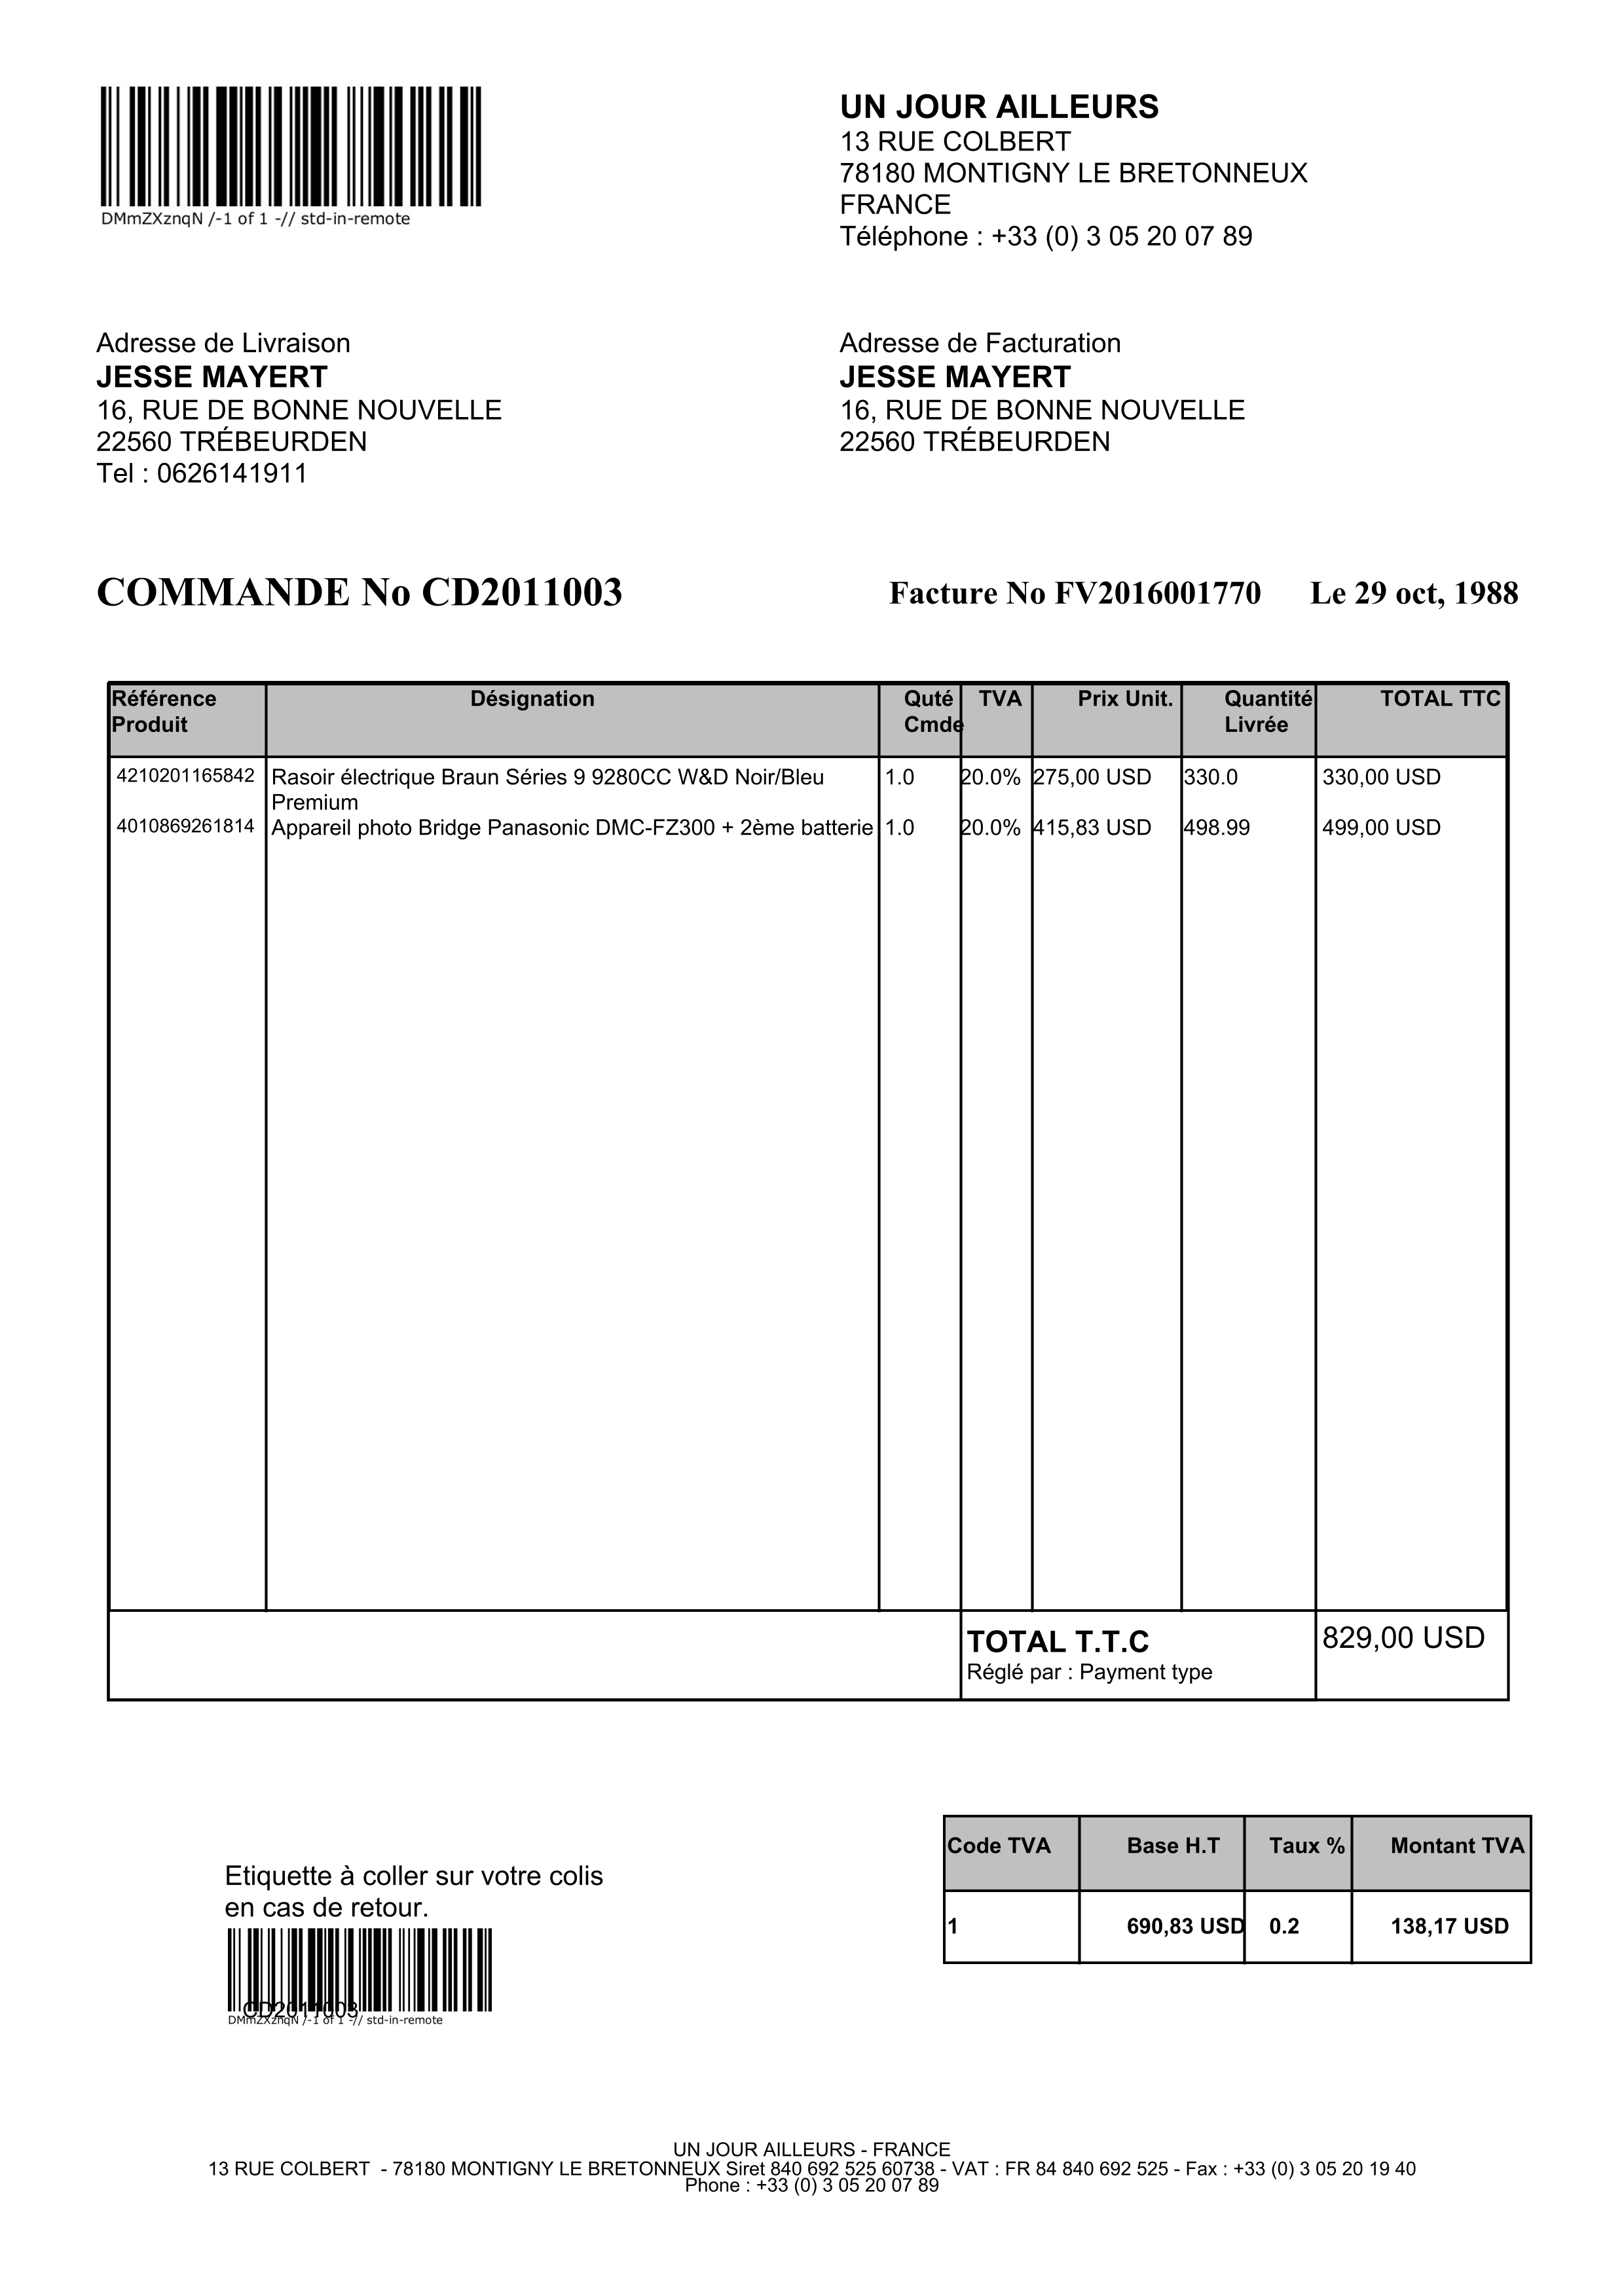 DMmZXznqN /-1 of 1 -// std-in-remote
UN JOUR AILLEURS
13 RUE COLBERT
78180 MONTIGNY LE BRETONNEUX
FRANCE
Téléphone : +33 (0) 3 05 20 07 89
Adresse de Livraison
JESSE MAYERT
16, RUE DE BONNE NOUVELLE
22560 TRÉBEURDEN
Tel : 0626141911
Adresse de Facturation
JESSE MAYERT
16, RUE DE BONNE NOUVELLE
22560 TRÉBEURDEN
COMMANDE No CD2011003 Facture No FV2016001770 Le 29 oct, 1988
Référence Désignation Quté TVA Prix Unit. Quantité TOTAL TTC
Produit Cmde Livrée
4210201165842 Rasoir électrique Braun Séries 9 9280CC W&D Noir/Bleu 1.0 20.0% 275,00 USD 330.0 330,00 USD
Premium
4010869261814 Appareil photo Bridge Panasonic DMC-FZ300 + 2ème batterie 1.0 20.0% 415,83 USD 498.99 499,00 USD
TOTAL T.T.C 829,00 USD
Réglé par : Payment type
Code TVA Base H.T Taux % Montant TVA
1 690,83 USD 0.2 138,17 USD
Etiquette à coller sur votre colis
en cas de retour.
CD2011003
DMmZXznqN /-1 of 1 -// std-in-remote
UN JOUR AILLEURS - FRANCE
13 RUE COLBERT - 78180 MONTIGNY LE BRETONNEUX Siret 840 692 525 60738 - VAT : FR 84 840 692 525 - Fax : +33 (0) 3 05 20 19 40
Phone : +33 (0) 3 05 20 07 89